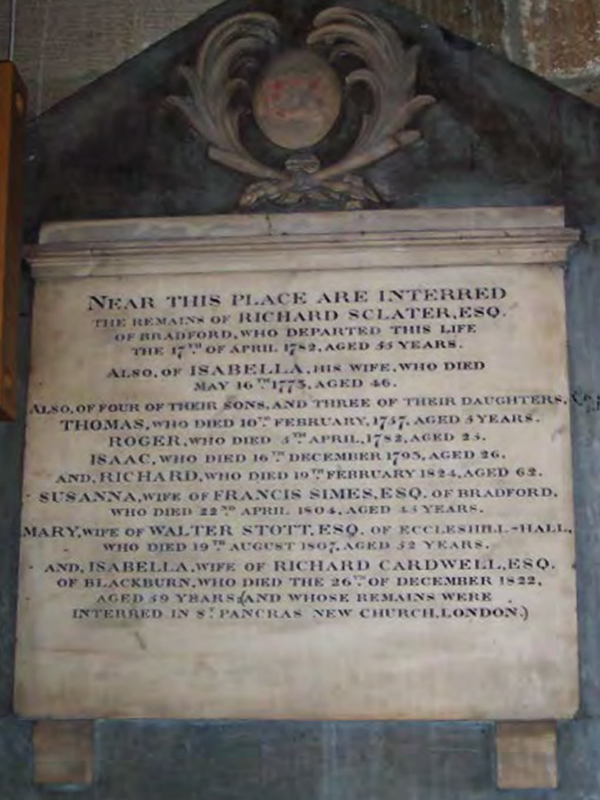 NEAR THIS PLACE ARE INTERRED
THE REMAINS OF RICHARD SCLATER, ESQ.
OF BRADFORD, WHO DEPARTED THIS LIFE
THE 17TH OF APRIL 1782, AGED 55 YEARS.
ALSO, OF ISABELLA, HIS WIFE, WHO DIED
MAY 16TH 1773, AGED 46.
ALSO, OF FOUR OF THEIR SONS, AND THREE OF THEIR DAUGHTERS,
THOMAS, WHO DIED 10TH FEBRUARY, 1757, AGED 3 YEARS.
ROGER, WHO DIED 5TH APRIL, 1782, AGED 23.
ISAAC, WHO DIED 16TH DECEMBER 1793, AGED 26.
AND, RICHARD, WHO DIED 19TH FEBRUARY 1824, AGED 62.
SUSANNA, WIFE OF FRANCIS SIMES, ESQ. OF BRADFORD,
WHO DIED 22ND APRIL 1804, AGED YEARS.
MARY, WIFE OF WALTER STOTT, ESQ. OF ECCLESHILL-HALL,
WHO DIED 19TH AUGUST 1807, AGED 52 YEARS.
AND, ISABELLA, WIFE OF RICHARD CARDWELL, ESQ.
OF BLACKBURN, WHO DIED THE 26TH OF DECEMBER 1822,
AGED 59 YEARS; (AND WHOSE REMAINS WERE
INTERRED IN ST PANCRAS NEW CHURCH, LONDON.)